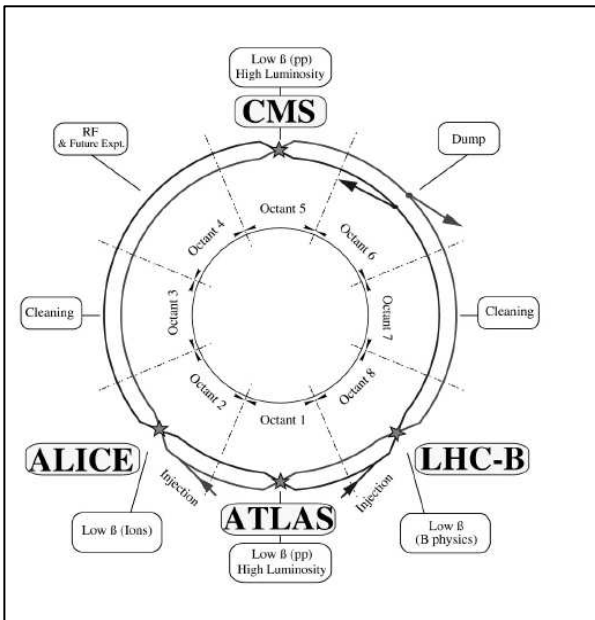 Low ß (pp)
High Luminosity
CMS
RF
& Future Expt.
Dump
Octant 5
Octant 4
Octant 6
Cleaning
Octant 3
Octant 7
Cleaning
Octant 2
Octant 8
Octant 1
ALICE
LHC-B
Injection
Injection
ATLAS
Low ß (Ions)
Low ß
(B physics)
Low ß (pp)
High Luminosity